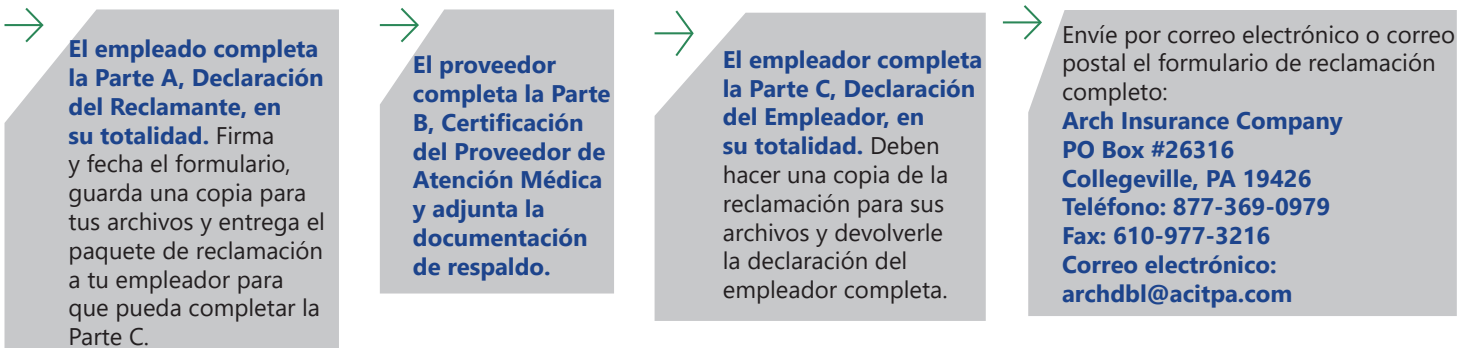 El empleado completa
la Parte A, Declaración
del Reclamante, en
su totalidad. Firma
y fecha el formulario,
guarda una copia para
tus archivos y entrega el
paquete de reclamación
a tu empleador para
que pueda completar la
Parte C.
El proveedor
completa la Parte
B, Certificación
del Proveedor de
Atención Médica
y adjunta la
documentación
de respaldo.
El empleador completa
la Parte C, Declaración
del Empleador, en
su totalidad. Deben
hacer una copia de la
reclamación para sus
archivos y devolverle
la declaración del
empleador completa.
Envíe por correo electrónico o correo
postal el formulario de reclamación
completo:
Arch Insurance Company
PO Box #26316
Collegeville, PA 19426
Teléfono: 877-369-0979
Fax: 610-977-3216
Correo electrónico:
archdbl@acitpa.com